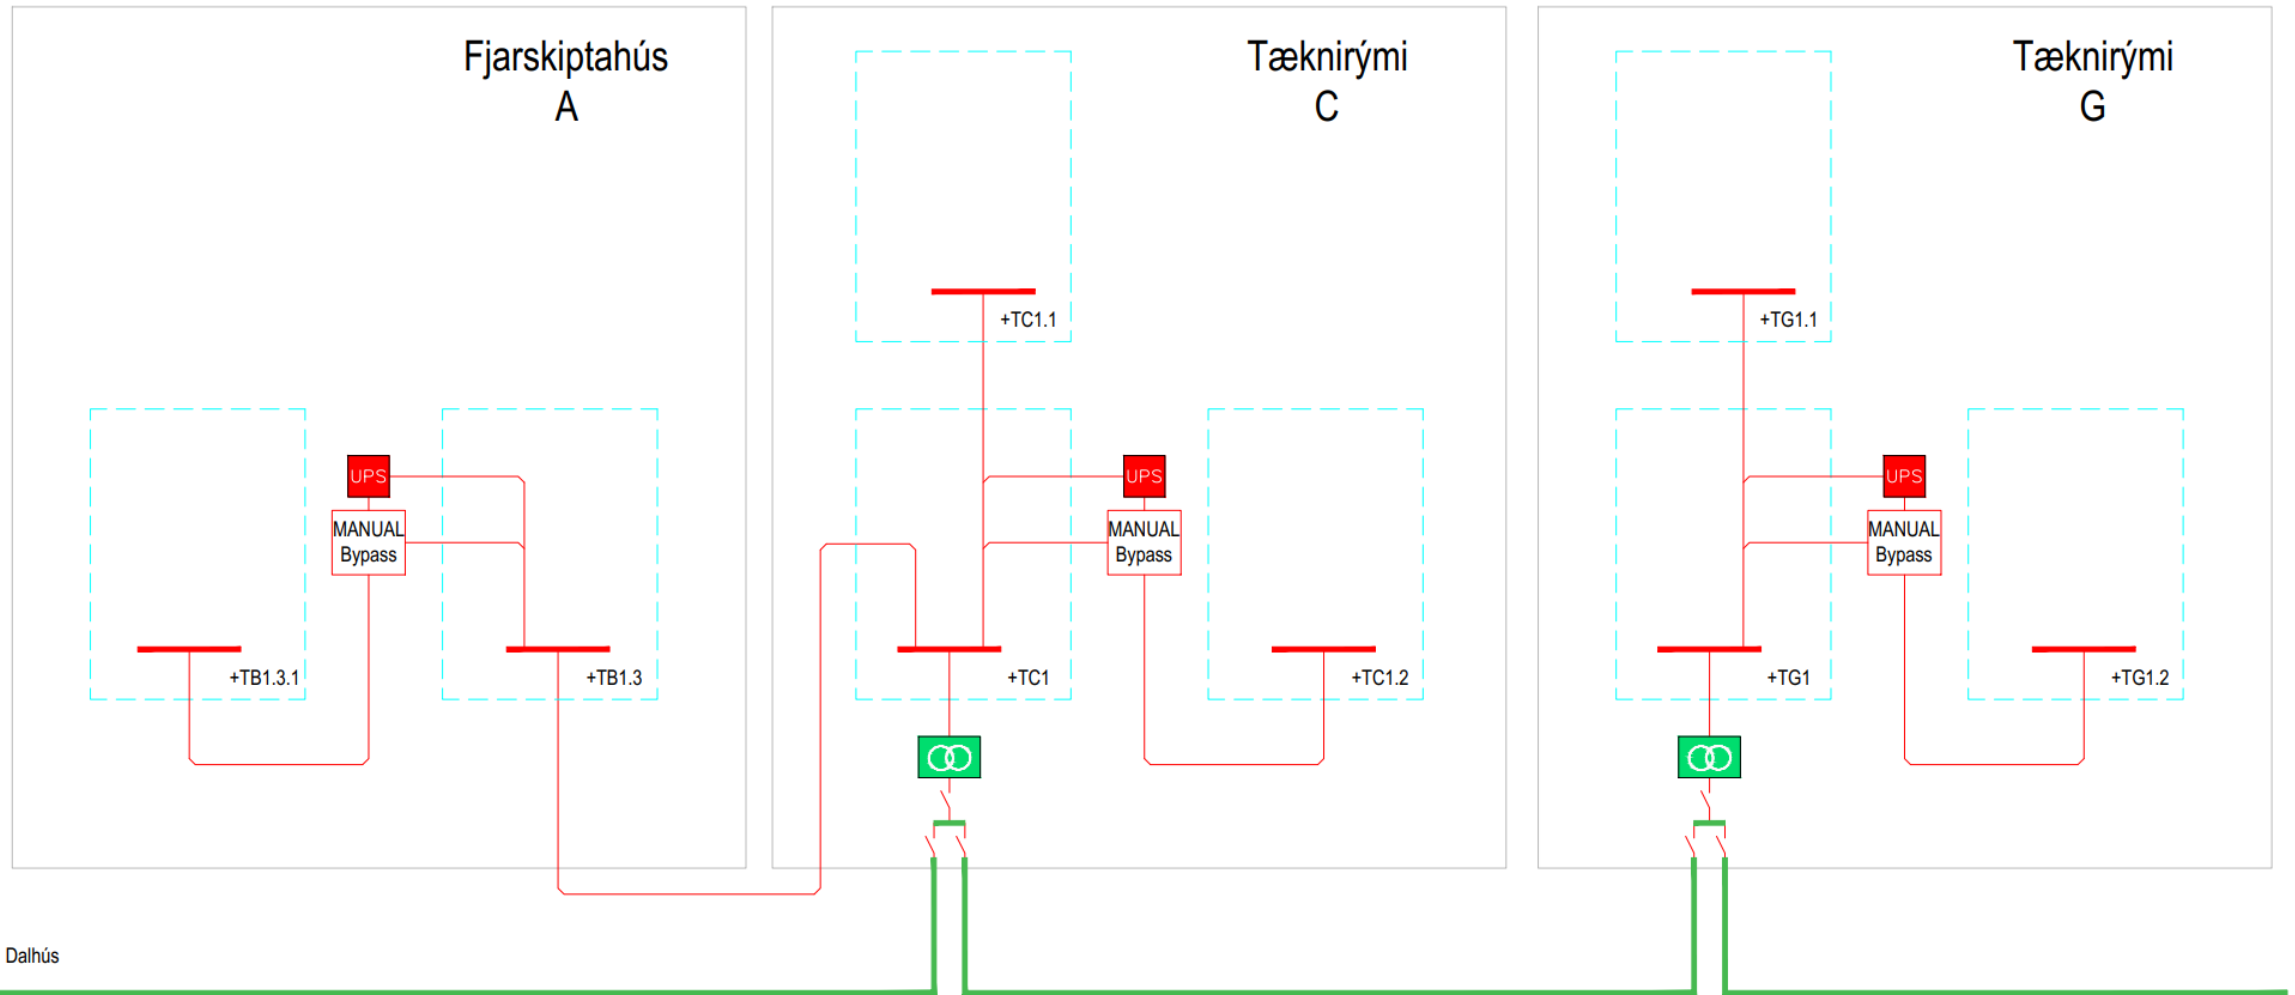 Fjarskiptahús
A
Tæknirými
C
Tæknirými
G
+TC1.1
+TG1.1
UPS
MANUAL
Bypass
UPS
MANUAL
Bypass
UPS
MANUAL
Bypass
+TB1.3.1
+TB1.3
+TC1
+TC1.2
+TG1
+TG1.2
Dalhús